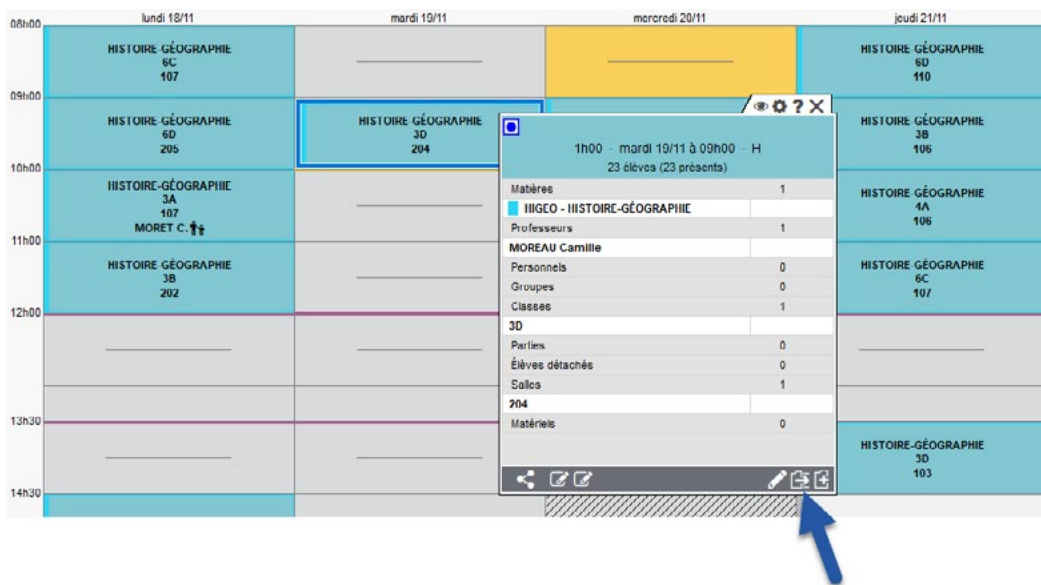 lundi 18/11
mardi 19/11
mercredi 20/11
jeudi 21/11
08h00
HISTOIRE-GÉOGRAPHIE
6C
107
HISTOIRE-GÉOGRAPHIE
6D
110
09h00
HISTOIRE-GÉOGRAPHIE
6D
205
HISTOIRE-GÉOGRAPHIE
3D
204
HISTOIRE-GÉOGRAPHIE
3B
106
10h00
HISTOIRE-GÉOGRAPHIE
3A
107
MORET C.
HISTOIRE-GÉOGRAPHIE
4A
106
11h00
HISTOIRE-GÉOGRAPHIE
3B
202
HISTOIRE-GÉOGRAPHIE
6C
107
12h00
13h30
HISTOIRE-GÉOGRAPHIE
3D
103
14h30
?
1h00 - mardi 19/11 à 09h00 - H
23 élèves (23 présents)
Matières 1
HIGEO - HISTOIRE-GÉOGRAPHIE
Professeurs 1
MOREAU Camille
Personnels 0
Groupes 0
Classes 1
3D
Parties 0
Élèves détachés 0
Salles 1
204
Matériels 0